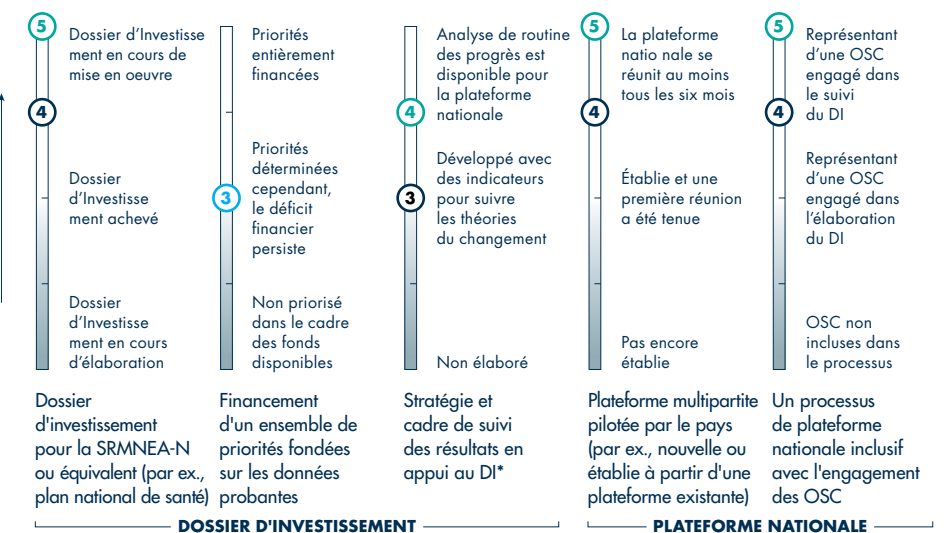 5
4
Dossier d’Investisse
ment en cours de
mise en oeuvre
Dossier
d’Investisse
ment achevé
Dossier
d’Investisse
ment en cours
d’élaboration
Dossier
d'investissement
pour la SRMNEA-N
ou équivalent (par ex.,
plan national de santé)
3
Priorités
entièrement
financées
Priorités
déterminées
cependant,
le déficit
financier
persiste
Non priorisé
dans le cadre
des fonds
disponibles
Financement
d'un ensemble de
priorités fondées
sur les données
probantes
4
3
Analyse de routine
des progrès est
disponible pour
la plateforme
nationale
Développé avec
des indicateurs
pour suivre
les théories
du changement
Non élaboré
Stratégie et
cadre de suivi
des résultats en
appui au DI*
DOSSIER D'INVESTISSEMENT
5
4
La plateforme
natio nale se
réunit au moins
tous les six mois
Établie et une
première réunion
a été tenue
Pas encore
établie
Plateforme multipartite
pilotée par le pays
(par ex., nouvelle ou
établie à partir d'une
plateforme existante)
5
4
Représentant
d’une OSC
engagé dans
le suivi
du DI
Représentant
d’une OSC
engagé dans
l’élaboration
du DI
OSC non
incluses dans
le processus
Un processus
de plateforme
nationale inclusif
avec l'engagement
des OSC
PLATEFORME NATIONALE